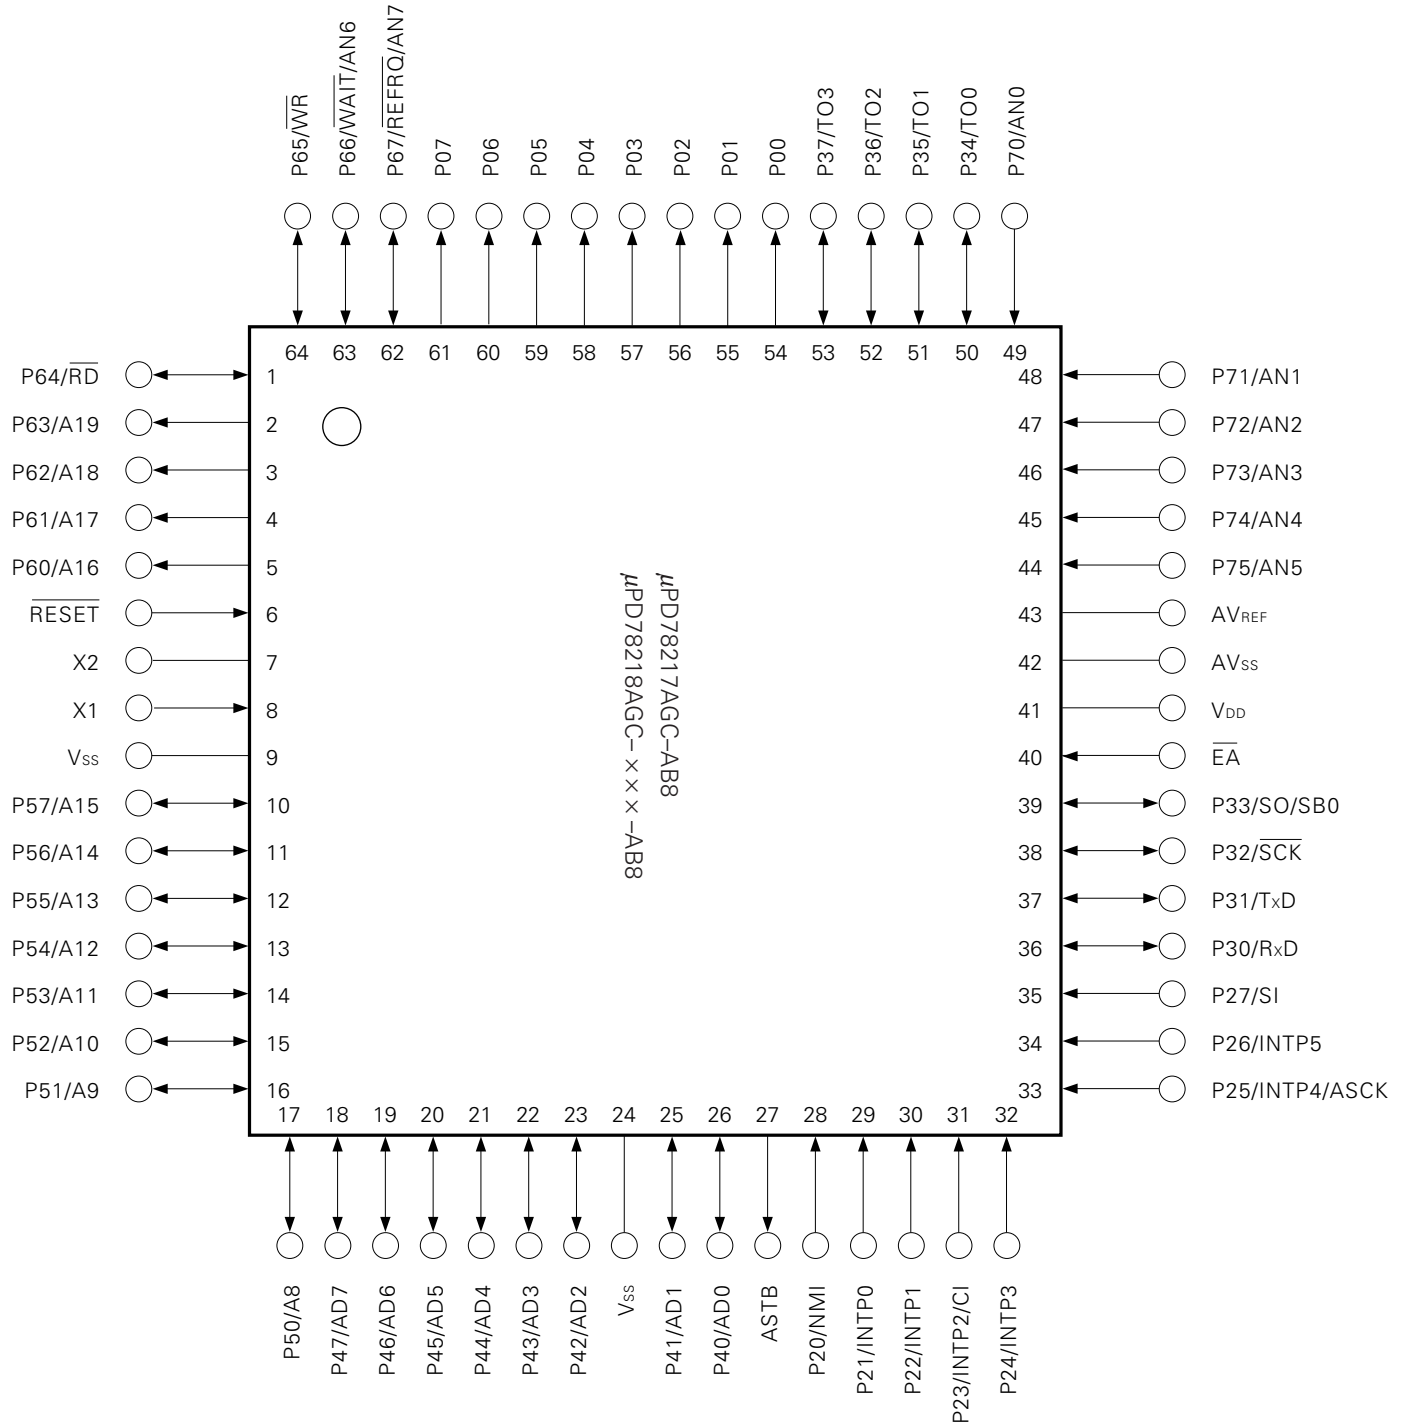 P65/WR
P66/WAIT/AN6
P67/REFRQ/AN7
P07
P06
P05
P04
P03
P02
P01
P00
P37/TO3
P36/TO2
P35/TO1
P34/TO0
P70/AN0
64 63 62 61 60 59 58 57 56 55 54 53 52 51 50 49
P64/RD 1
P63/A19 2
P62/A18 3
P61/A17 4
P60/A16 5
RESET 6
X2 7
X1 8
Vss 9
P57/A15 10
P56/A14 11
P55/A13 12
P54/A12 13
P53/A11 14
P52/A10 15
P51/A9 16
µPD78217AGC–AB8
µPD78218AGC–×××–AB8
48 P71/AN1
47 P72/AN2
46 P73/AN3
45 P74/AN4
44 P75/AN5
43 AVREF
42 AVss
41 VDD
40 EA
39 P33/SO/SB0
38 P32/SCK
37 P31/TxD
36 P30/RxD
35 P27/SI
34 P26/INTP5
33 P25/INTP4/ASCK
17 18 19 20 21 22 23 24 25 26 27 28 29 30 31 32
P50/A8
P47/AD7
P46/AD6
P45/AD5
P44/AD4
P43/AD3
P42/AD2
Vss
P41/AD1
P40/AD0
ASTB
P20/NMI
P21/INTP0
P22/INTP1
P23/INTP2/CI
P24/INTP3